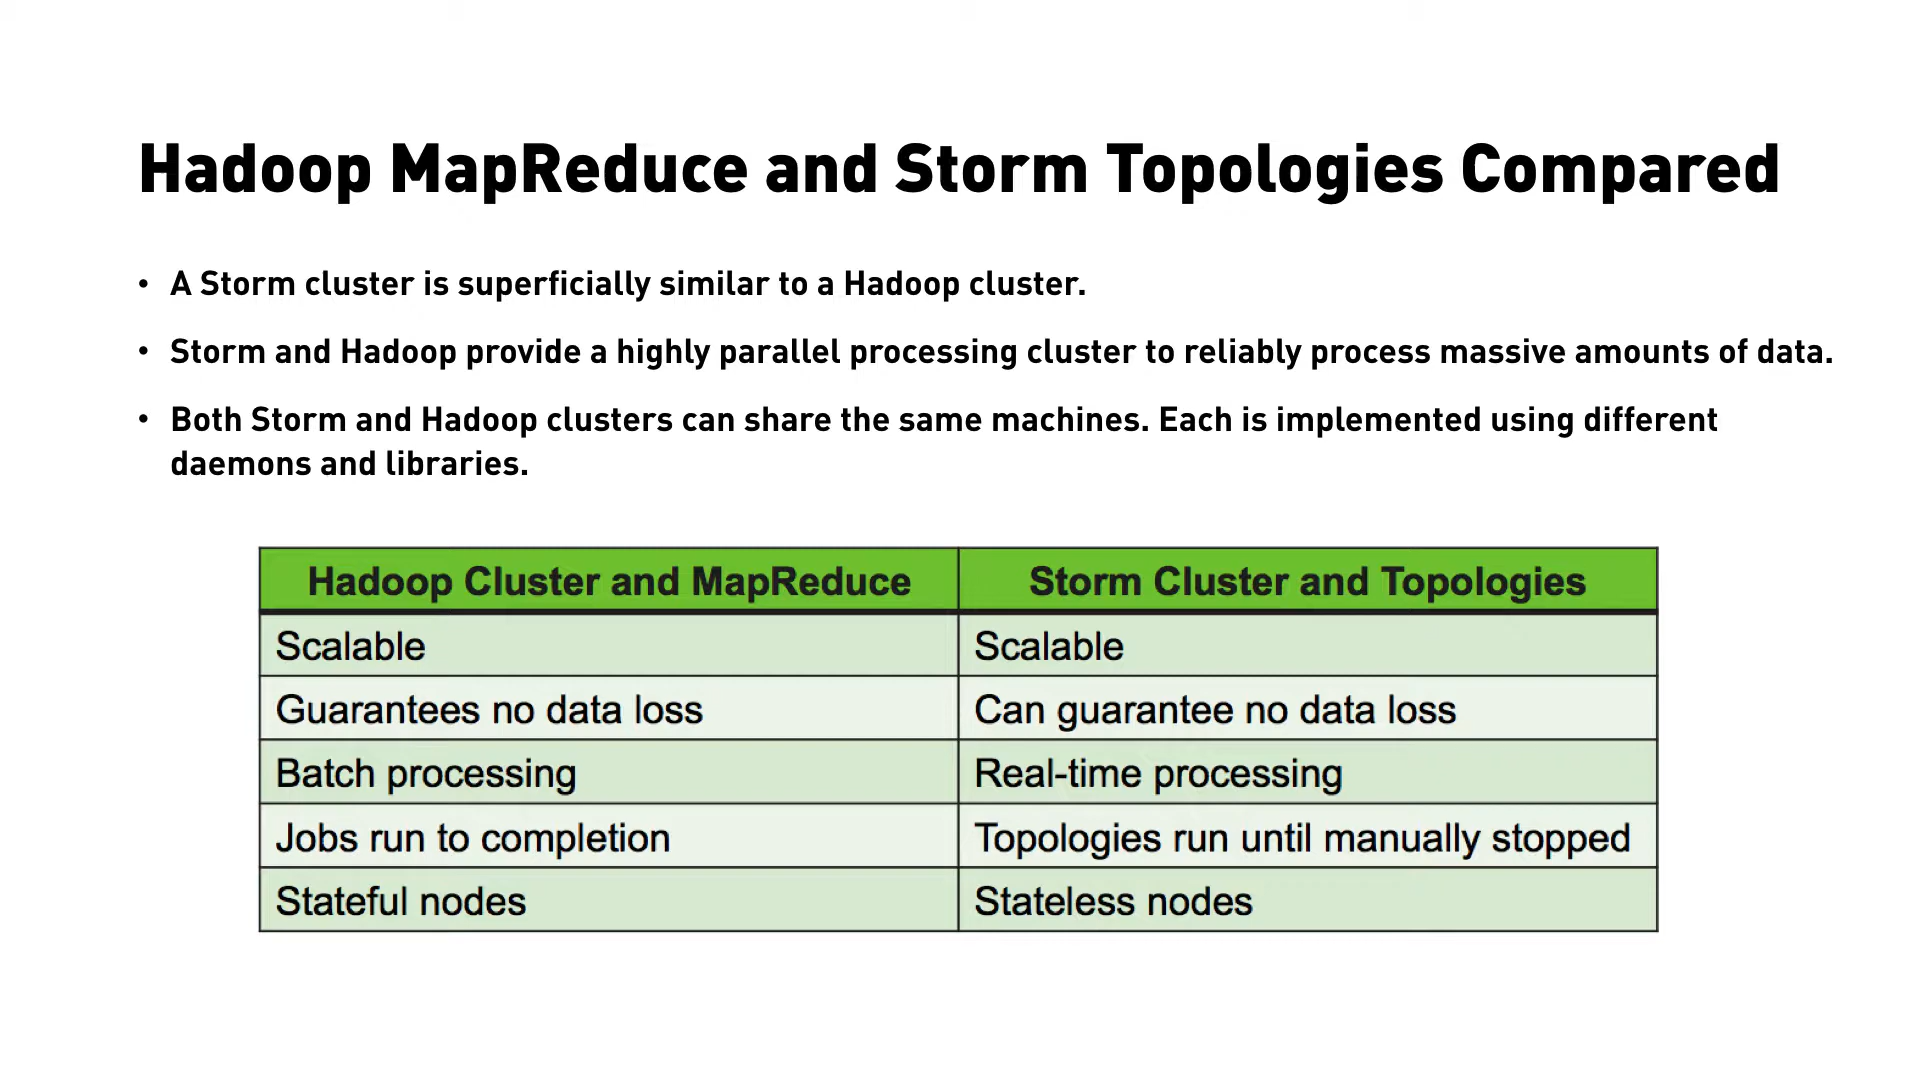 Hadoop MapReduce and Storm Topologies Compared
• A Storm cluster is superficially similar to a Hadoop cluster.
• Storm and Hadoop provide a highly parallel processing cluster to reliably process massive amounts of data.
• Both Storm and Hadoop clusters can share the same machines. Each is implemented using different
daemons and libraries.
Hadoop Cluster and MapReduce Storm Cluster and Topologies
Scalable Scalable
Guarantees no data loss Can guarantee no data loss
Batch processing Real-time processing
Jobs run to completion Topologies run until manually stopped
Stateful nodes Stateless nodes